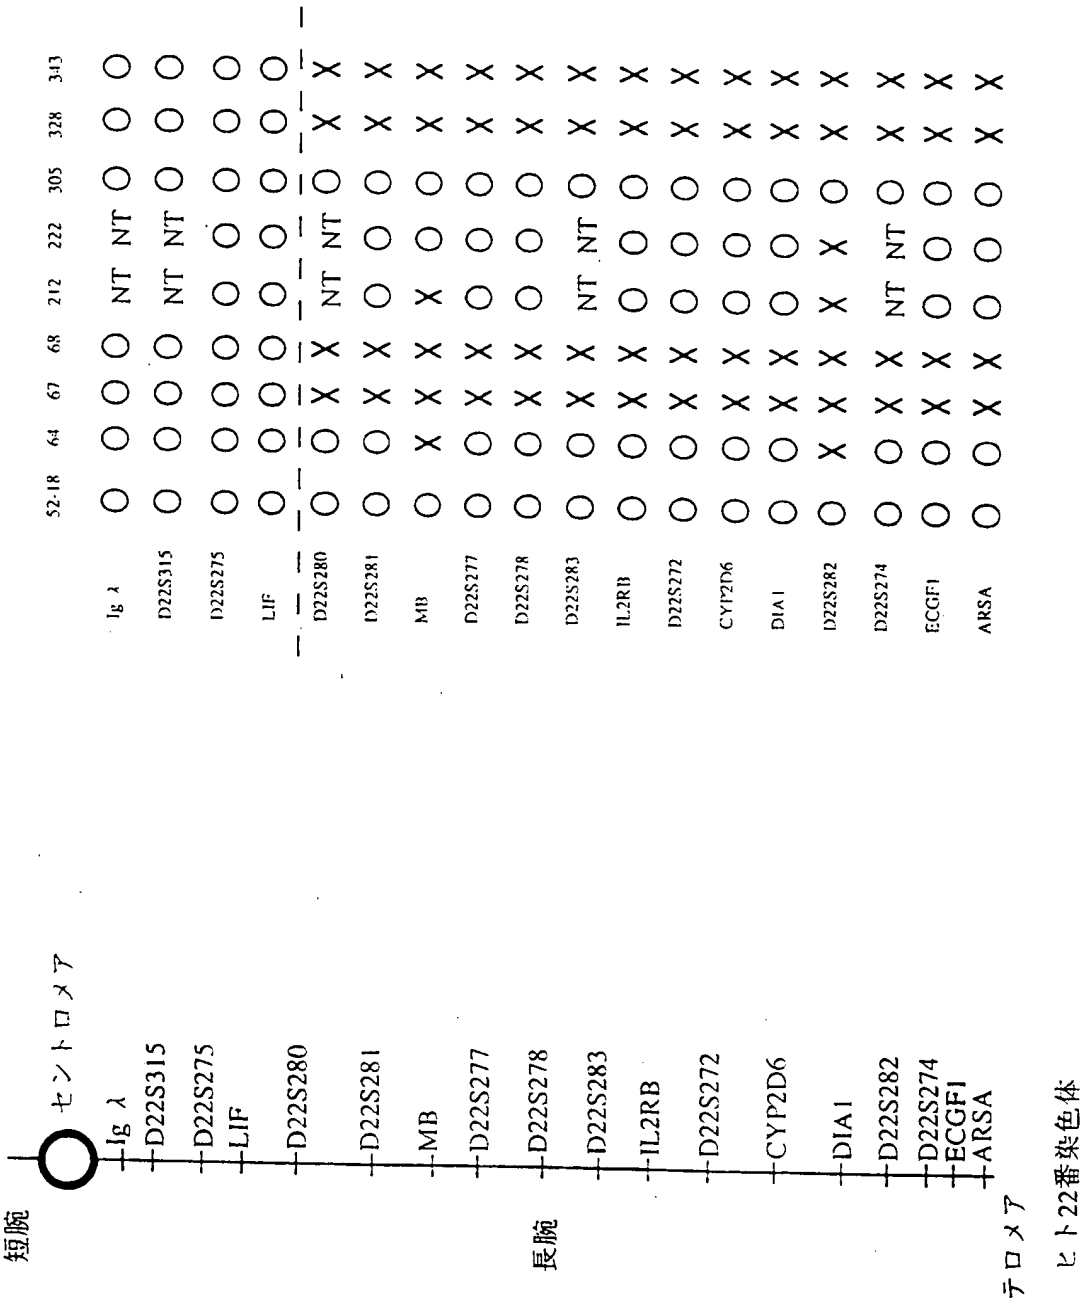 343 O O O O X X X X X X X X X X X X X X
328 O O O O X X X X X X X X X X X X X X
305 O O O O O O O O O O O O O O O O O O
222 NT NT O O NT O O O O NT O O O O X NT O O
212 NT NT O O NT O X O O NT O O O O X NT O O
68 O O O O X X X X X X X X X X X X X X
67 O O O O X X X X X X X X X X X X X X
64 O O O O O O X O O O O O O O X O O O
52-18 O O O O O O O O O O O O O O O O O O
Ig λ
D22S315
D22S275
LIF
D22S280
D22S281
MB
D22S277
D22S278
D22S283
IL2RB
D22S272
CYP2D6
DIA1
D22S282
D22S274
ECGF1
ARSA
短腕
セントロメア
Ig λ
D22S315
D22S275
LIF
D22S280
D22S281
MB
D22S277
D22S278
D22S283
IL2RB
D22S272
CYP2D6
DIA1
D22S282
D22S274
ECGF1
ARSA
長腕
テロメア
ヒト22番染色体